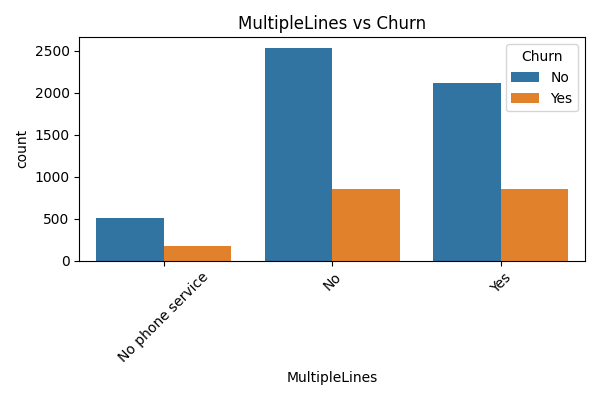 MultipleLines vs Churn
Churn
No
Yes
count
2500
2000
1500
1000
500
0
No phone service
No
Yes
MultipleLines